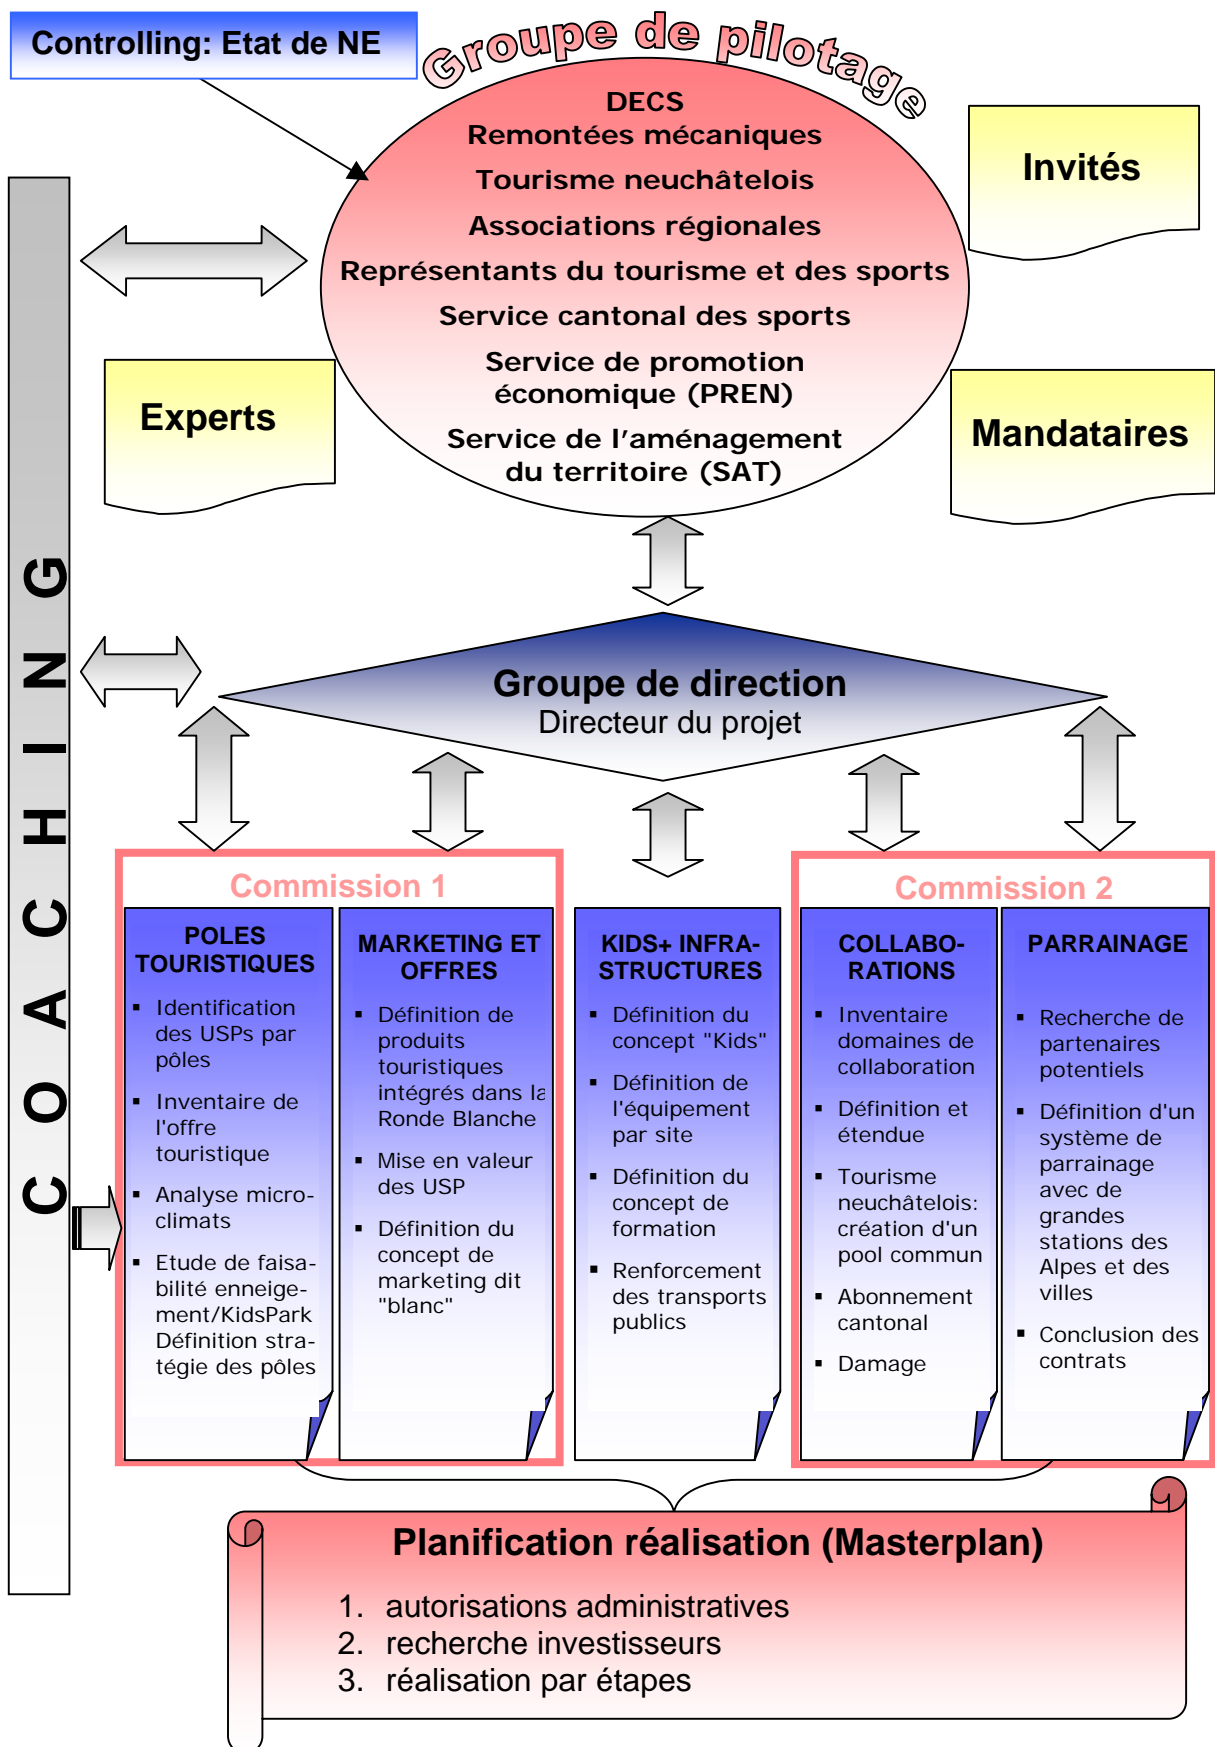 Controlling: Etat de NE
Groupe de pilotage
DECS
Remontées mécaniques
Tourisme neuchâtelois
Associations régionales
Représentants du tourisme et des sports
Service cantonal des sports
Service de promotion
économique (PREN)
Service de l'aménagement
du territoire (SAT)
Invités
Experts
Mandataires
COACHING
Groupe de direction
Directeur du projet
Commission 1
POLES
TOURISTIQUES
▪ Identification
des USPs par
pôles
▪ Inventaire de
l'offre
touristique
▪ Analyse micro-
climats
▪ Etude de faisa-
bilité enneige-
ment/KidsPark
Définition stra-
tégie des pôles
MARKETING ET
OFFRES
▪ Définition de
produits
touristiques
intégrés dans la
Ronde Blanche
▪ Mise en valeur
des USP
▪ Définition du
concept de
marketing dit
"blanc"
KIDS+ INFRA-
STRUCTURES
▪ Définition du
concept "Kids"
▪ Définition de
l'équipement
par site
▪ Définition du
concept de
formation
▪ Renforcement
des transports
publics
Commission 2
COLLABO-
RATIONS
▪ Inventaire
domaines de
collaboration
▪ Définition et
étendue
▪ Tourisme
neuchâtelois:
création d'un
pool commun
▪ Abonnement
cantonal
▪ Damage
PARRAINAGE
▪ Recherche de
partenaires
potentiels
▪ Définition d'un
système de
parrainage
avec de
grandes
stations des
Alpes et des
villes
▪ Conclusion des
contrats
Planification réalisation (Masterplan)
1. autorisations administratives
2. recherche investisseurs
3. réalisation par étapes